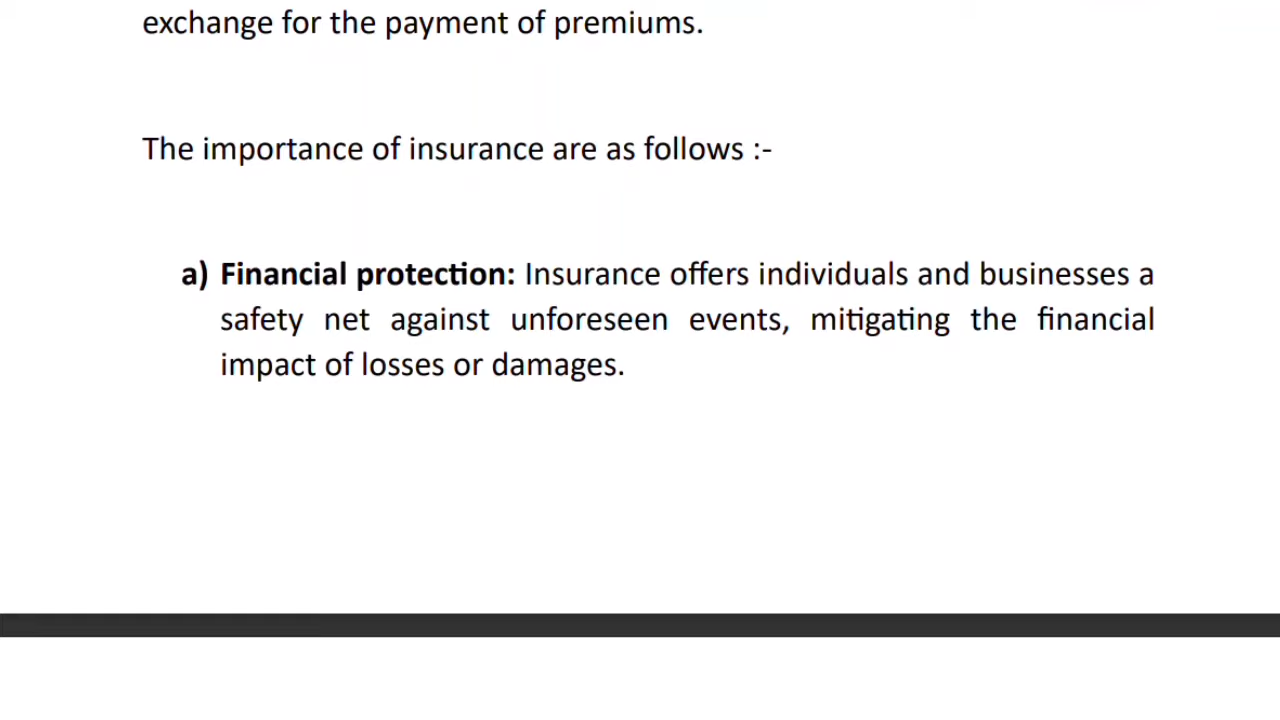 exchange for the payment of premiums.
The importance of insurance are as follows :-
a) Financial protection: Insurance offers individuals and businesses a
safety net against unforeseen events, mitigating the financial
impact of losses or damages.